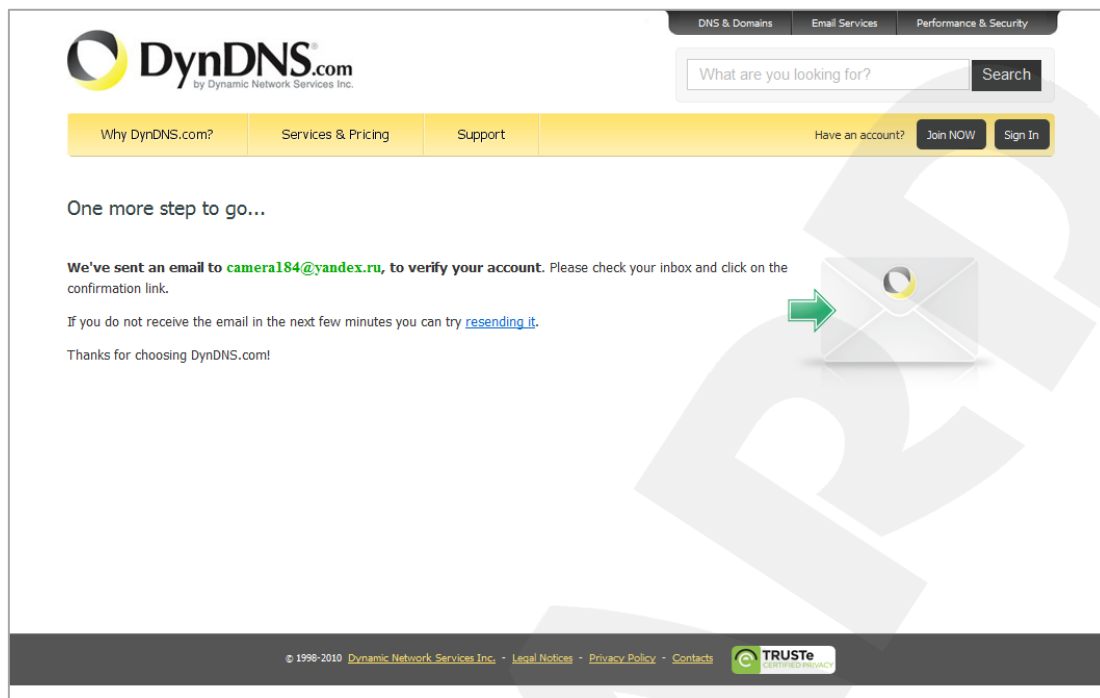 DNS & Domains Email Services Performance & Security
DynDNS.com
by Dynamic Network Services Inc.
What are you looking for? Search
Why DynDNS.com? Services & Pricing Support Have an account? Join NOW Sign In
One more step to go...
We've sent an email to camera184@yandex.ru, to verify your account. Please check your inbox and click on the
confirmation link.
If you do not receive the email in the next few minutes you can try resending it.
Thanks for choosing DynDNS.com!
© 1998-2010 Dynamic Network Services Inc. - Legal Notices - Privacy Policy - Contacts
TRUSTe
CERTIFIED PRIVACY